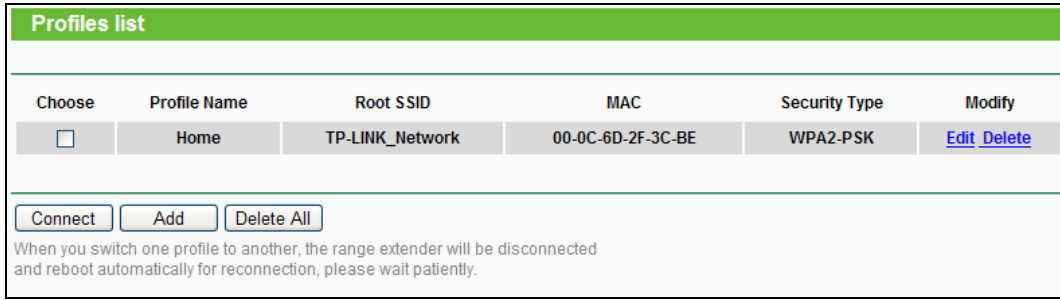 Profiles list
Choose Profile Name Root SSID MAC Security Type Modify
Home TP-LINK_Network 00-0C-6D-2F-3C-BE WPA2-PSK Edit Delete
Connect Add Delete All
When you switch one profile to another, the range extender will be disconnected
and reboot automatically for reconnection, please wait patiently.